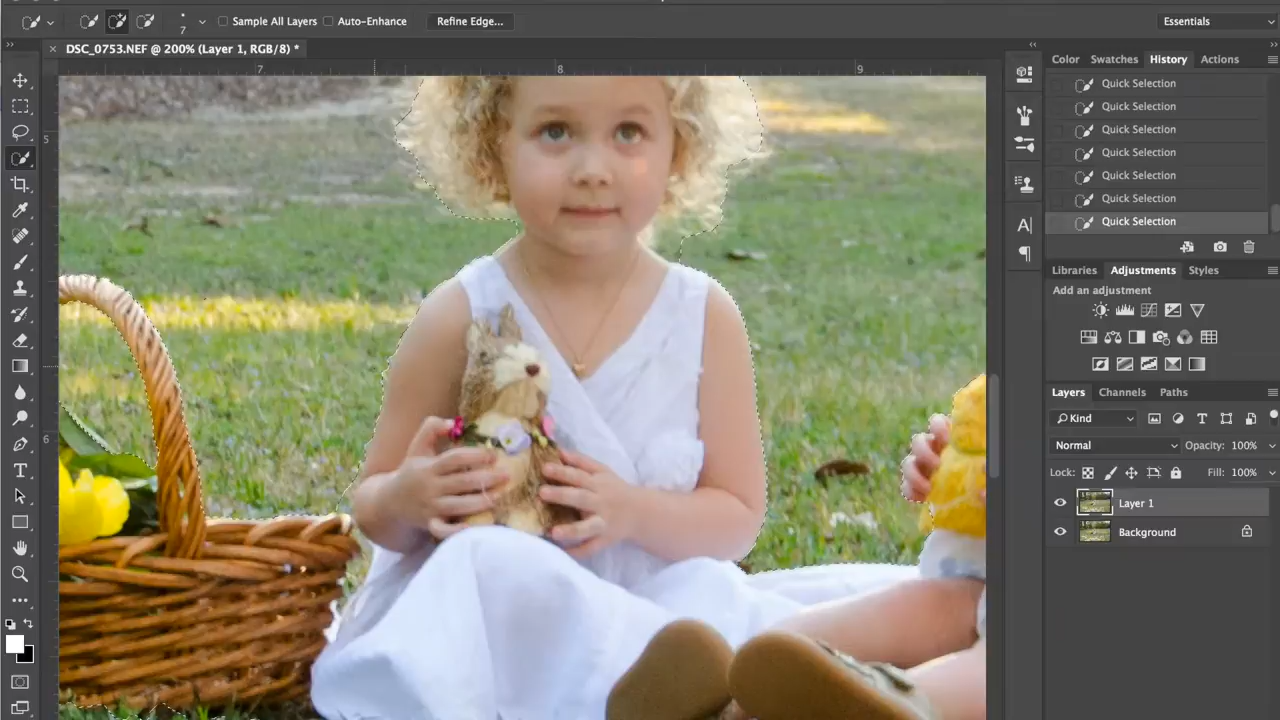 7 Sample All Layers Auto-Enhance Refine Edge... Essentials
DSC_0753.NEF @ 200% (Layer 1, RGB/8) *
7 8 9
5
6
Color Swatches History Actions
Quick Selection
Quick Selection
Quick Selection
Quick Selection
Quick Selection
Quick Selection
Quick Selection
Libraries Adjustments Styles
Add an adjustment
Layers Channels Paths
Kind
Normal Opacity: 100%
Lock: Fill: 100%
Layer 1
Background